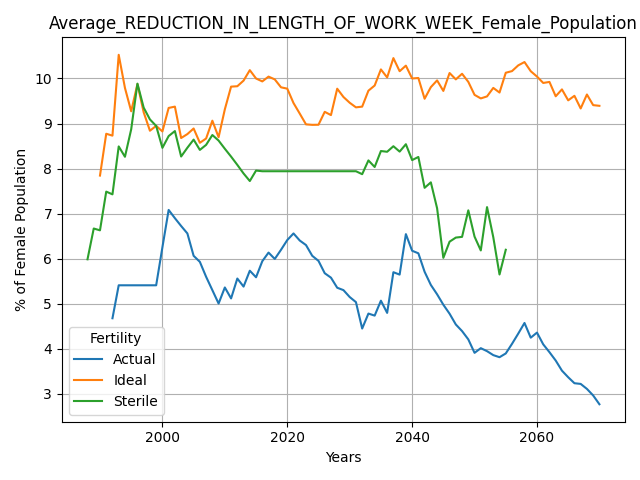 Average_REDUCTION_IN_LENGTH_OF_WORK_WEEK_Female_Population
% of Female Population
10
9
8
7
6
5
4
3
Fertility
Actual
Ideal
Sterile
2000 2020 2040 2060
Years